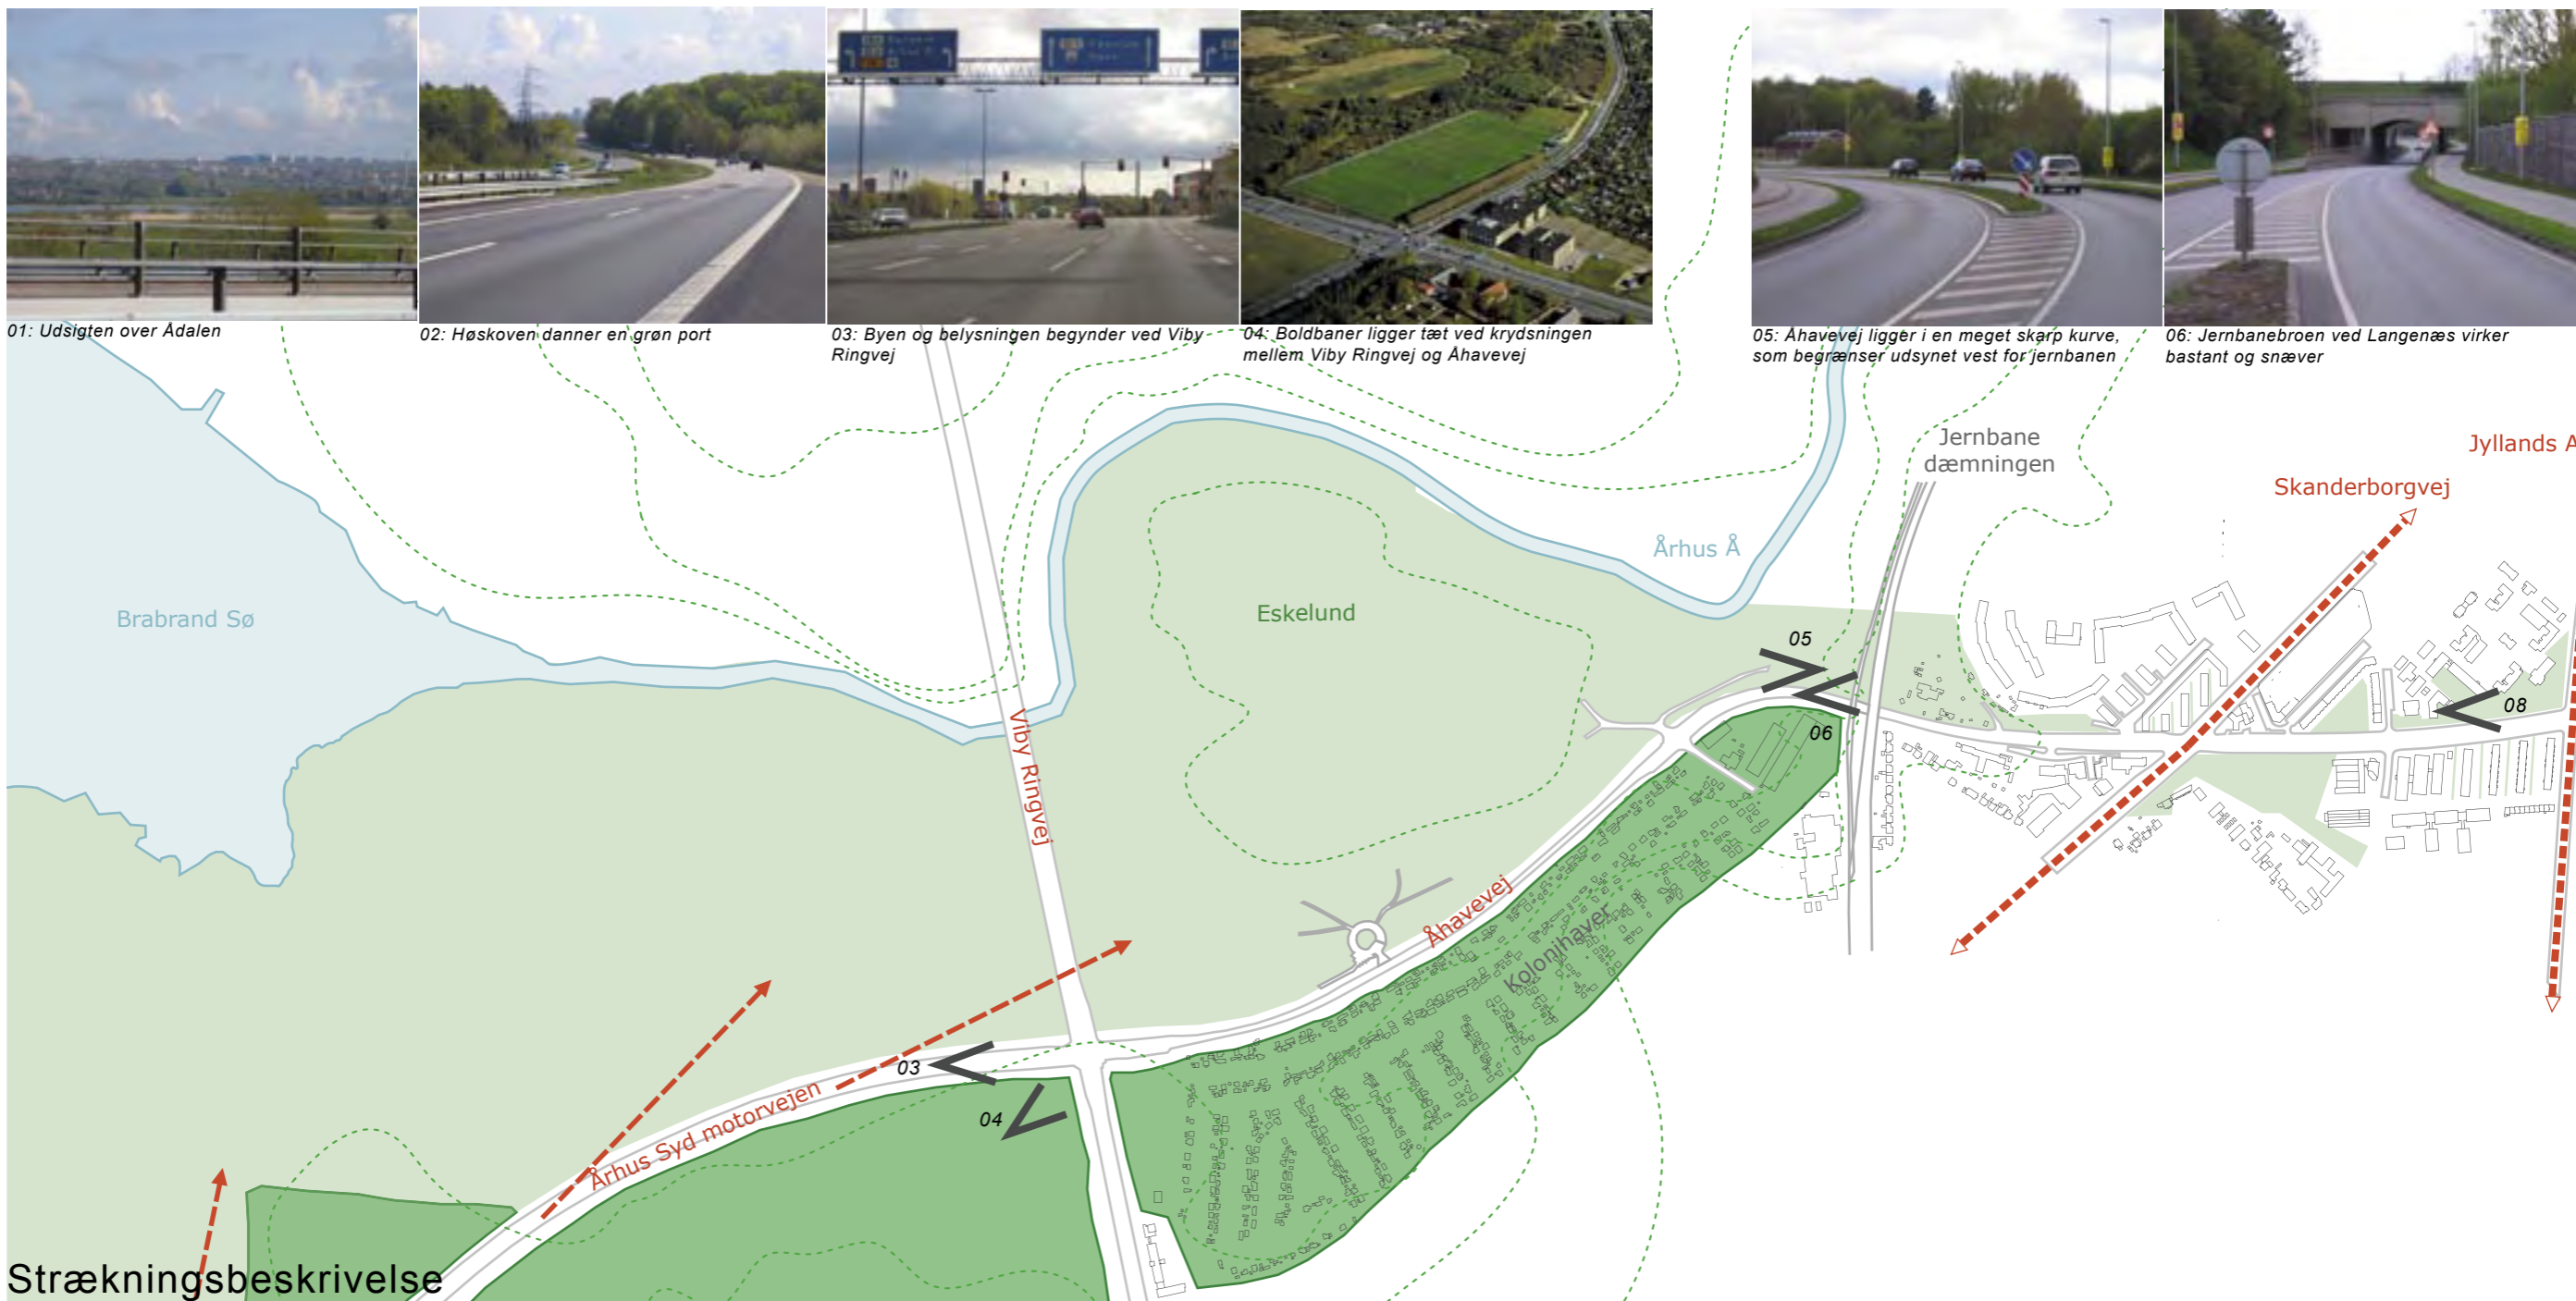 01: Udsigten over Ådalen
02: Høskoven danner en grøn port
03: Byen og belysningen begynder ved Viby
Ringvej
04: Boldbaner ligger tæt ved krydsningen
mellem Viby Ringvej og Åhavevej
05: Åhavevej ligger i en meget skarp kurve,
som begrænser udsynet vest for jernbanen
06: Jernbanebroen ved Langenæs virker
bastant og snæver
Jernbane
dæmningen
Jyllands A
Skanderborgvej
Århus Å
Brabrand Sø
Eskelund
05
06
08
Viby Ringvej
Åhavevej
Kolonihaver
03
04
Århus Syd motorvejen
Strækningsbeskrivelse